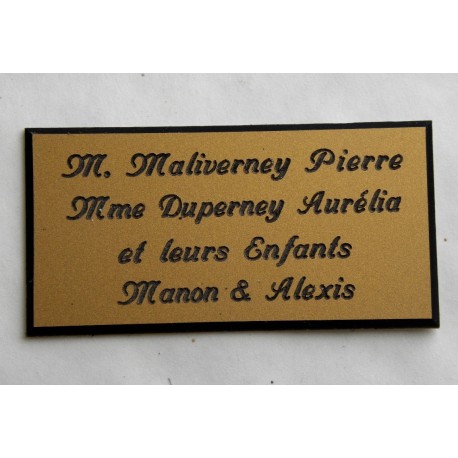 M. Maliverney Pierre
Mme Duperney Aurélia
et leurs Enfants
Manon & Alexis